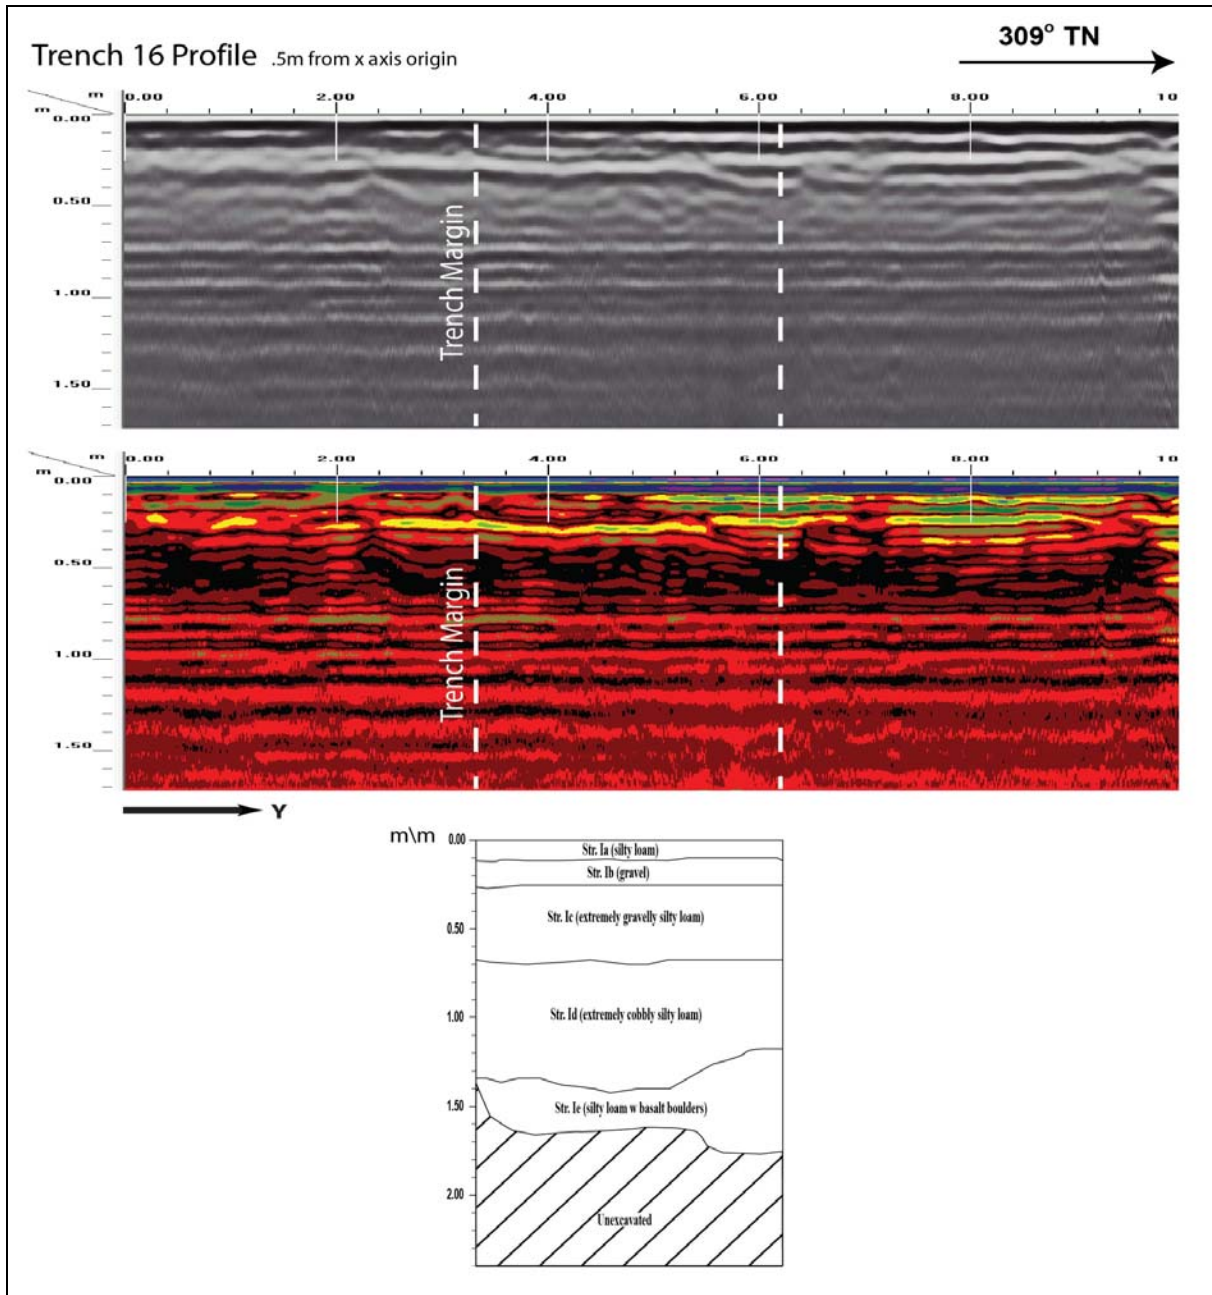 309° TN
Trench 16 Profile .5m from x axis origin
m 0.00 2.00 4.00 6.00 8.00 10
m
0.00
0.50
1.00
1.50
Trench Margin
m 0.00 2.00 4.00 6.00 8.00 10
m
0.00
0.50
1.00
1.50
Trench Margin
Y
m\m
0.00
Str. Ia (silty loam)
Str. Ib (gravel)
Str. Ic (extremely gravelly silty loam)
0.50
1.00
Str. Id (extremely cobbly silty loam)
1.50
Str. Ie (silty loam w basalt boulders)
2.00
Unexcavated